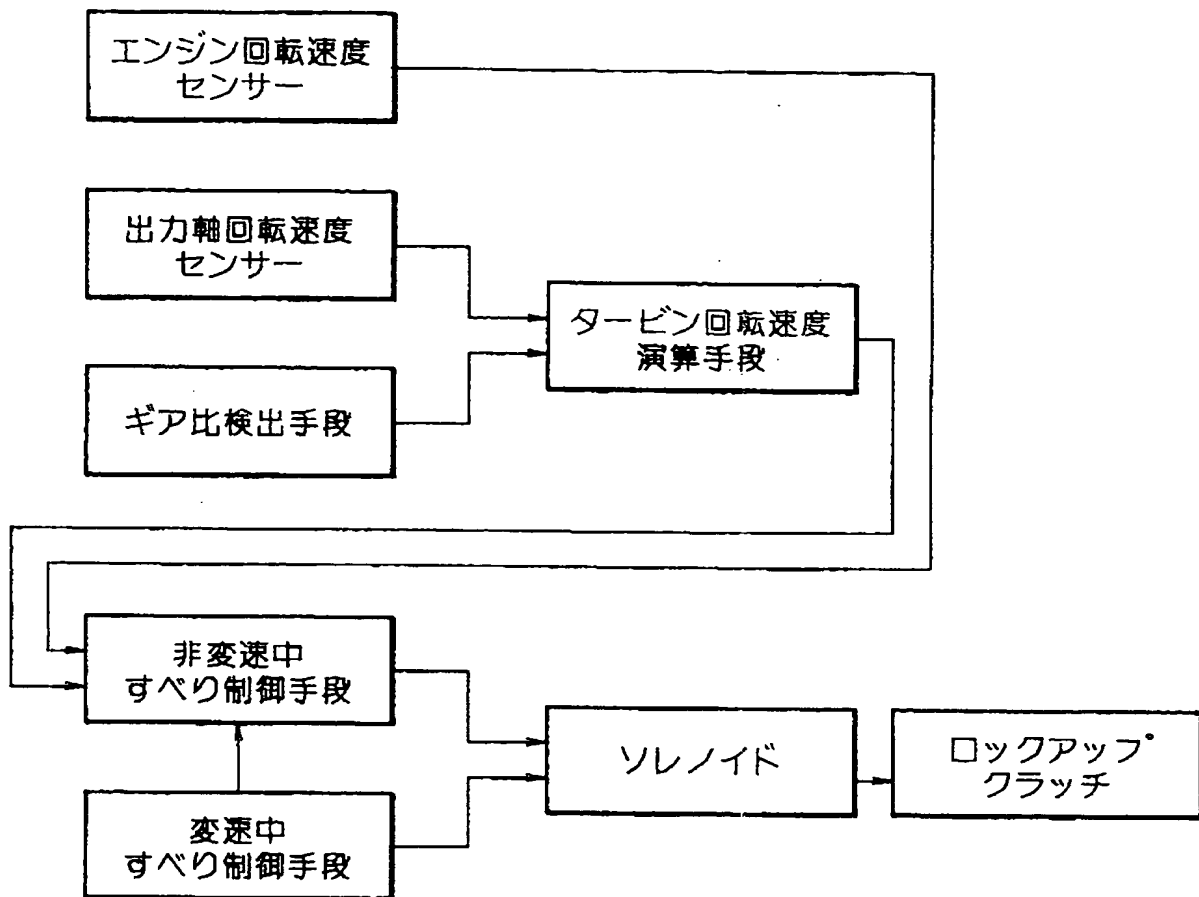 エンジン回転速度
センサー
出力軸回転速度
センサー
タービン回転速度
演算手段
ギア比検出手段
非変速中
すべり制御手段
ソレノイド
ロックアップ
クラッチ
変速中
すべり制御手段